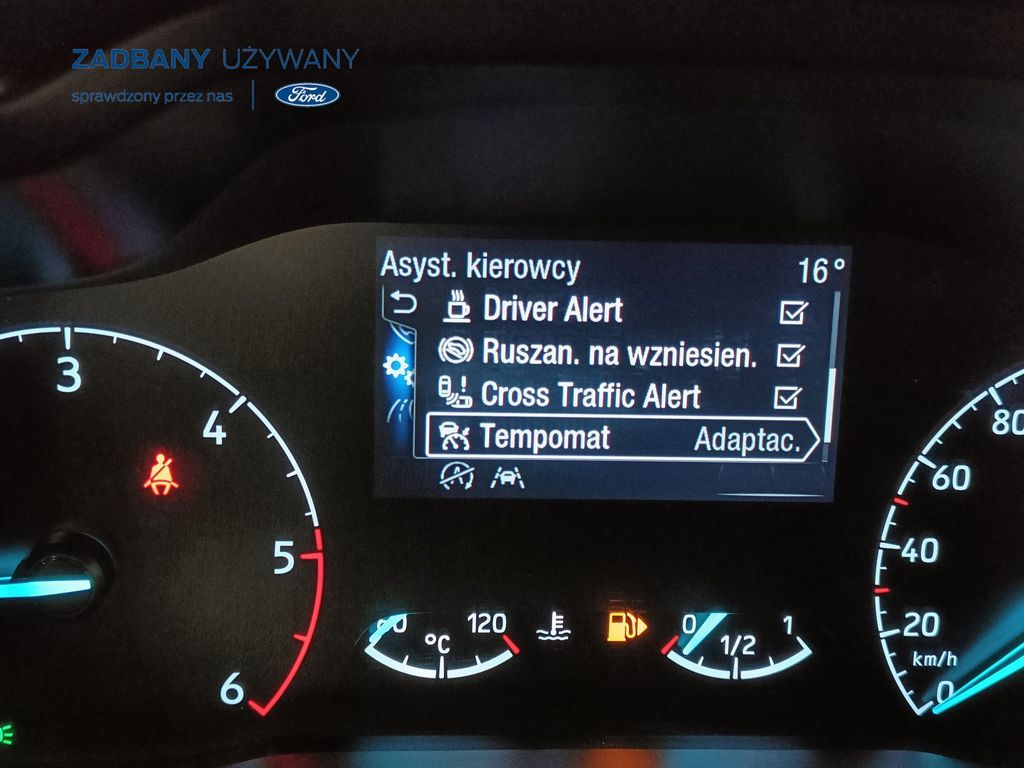 ZADBANY UŻYWANY
sprawdzony przez nas
Ford
Asyst. kierowcy 16°
Driver Alert
Ruszan. na wzniesien.
Cross Traffic Alert
Tempomat Adaptac.
3
4
5
6
120
°C
0
1/2
1
80
60
40
20
km/h
0